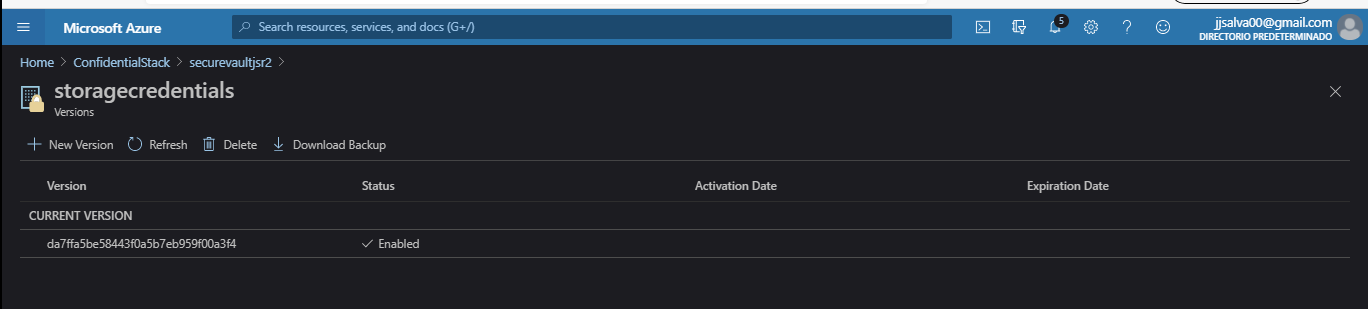 Microsoft Azure
Search resources, services, and docs (G+/)
5
jjsalva00@gmail.com
DIRECTORIO PREDETERMINADO
Home > ConfidentialStack > securevaultjsr2 >
storagecredentials
Versions
New Version Refresh Delete Download Backup
Version Status Activation Date Expiration Date
CURRENT VERSION
da7ffa5be58443f0a5b7eb959f00a3f4 Enabled